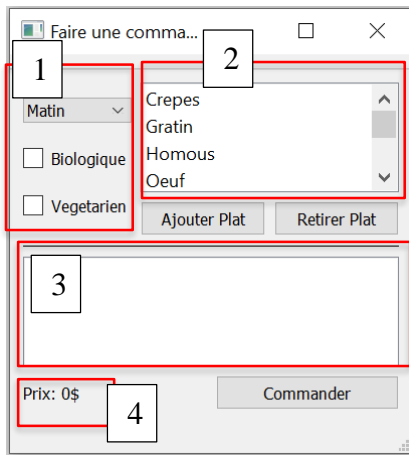 Faire une comma...
1
2
Matin
Biologique
Vegetarien
Crepes
Gratin
Homous
Oeuf
Ajouter Plat
Retirer Plat
3
Prix: 0$
4
Commander